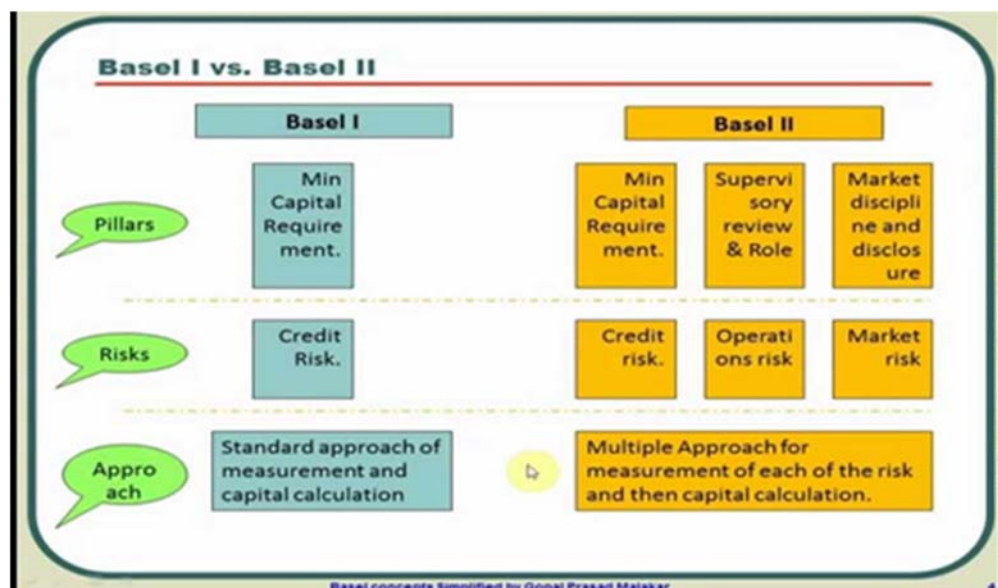 Basel I vs. Basel II
Basel I
Basel II
Pillars
Min
Capital
Require
ment.
Min
Capital
Require
ment.
Supervi
sory
review
& Role
Market
discipli
ne and
disclos
ure
Risks
Credit
Risk.
Credit
risk.
Operati
ons risk
Market
risk
Appro
ach
Standard approach of
measurement and
capital calculation
Multiple Approach for
measurement of each of the risk
and then capital calculation.
Basel concepts Simplified by Gopal Prasad Malakar